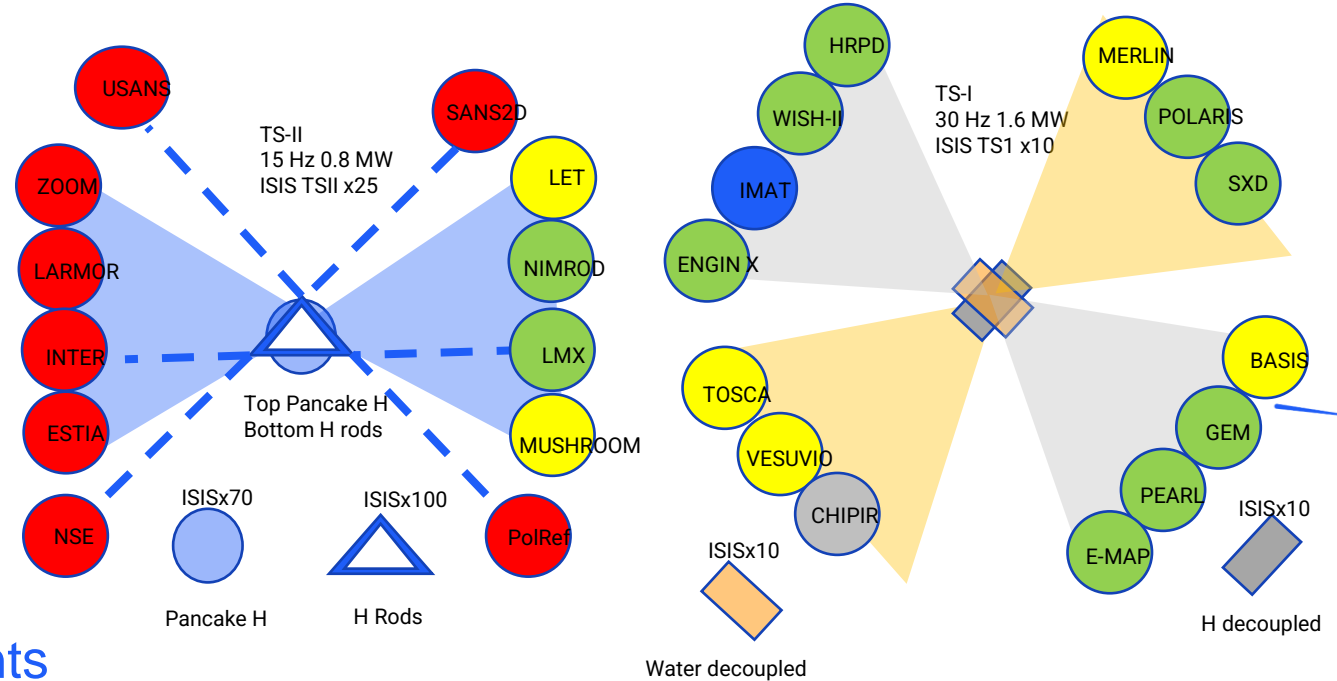 USANS
SANS2D
TS-II
15 Hz 0.8 MW
ISIS TSII x25
ZOOM
LET
LARMOR
NIMROD
INTER
LMX
ESTIA
MUSHROOM
NSE
PolRef
Top Pancake H
Bottom H rods
ISISx70
ISISx100
Pancake H
H Rods
HRPD
MERLIN
TS-I
30 Hz 1.6 MW
ISIS TS1 x10
WISH-II
POLARIS
IMAT
SXD
ENGIN X
BASIS
TOSCA
GEM
VESUVIO
PEARL
CHIPIR
E-MAP
ISISx10
ISISx10
Water decoupled
H decoupled
nts